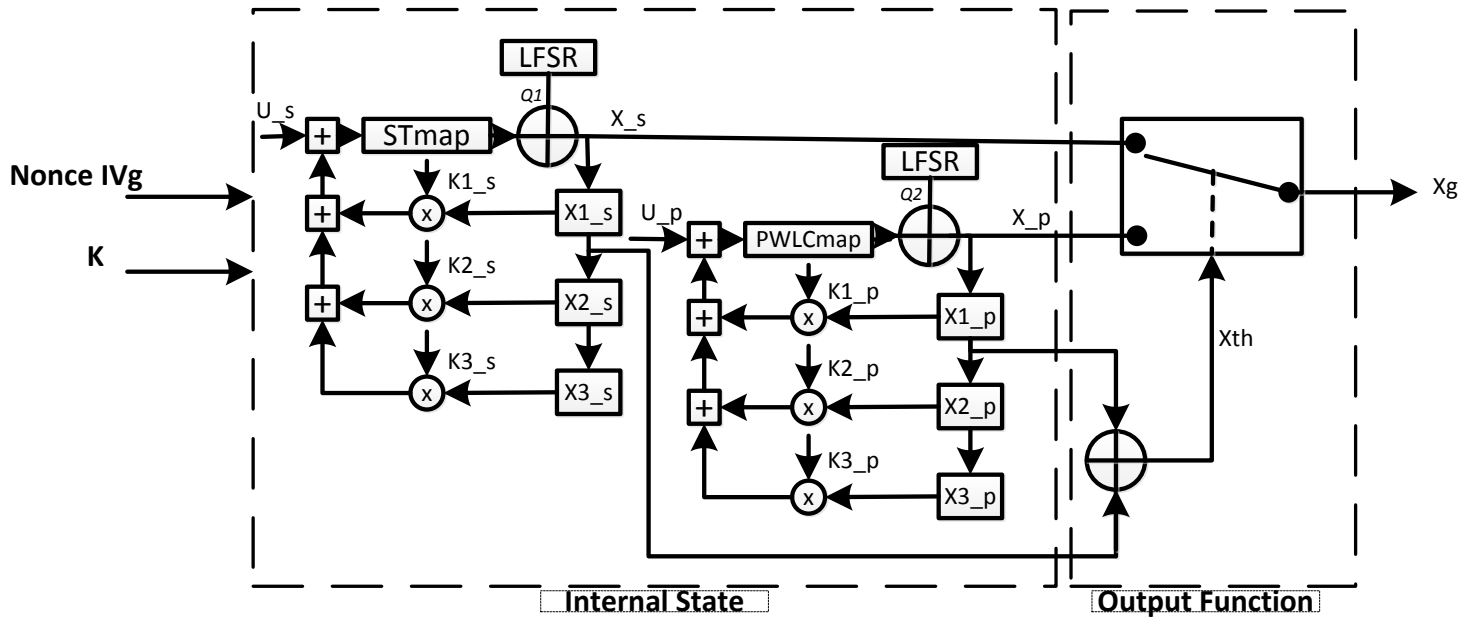 LFSR
Q1
U_s
X_s
+
STmap
LFSR
Nonce IVg
K1_s
Q2
Xg
+
x
X1_s
U_p
X_p
+
PWLCmap
K
K2_s
K1_p
+
x
X2_s
+
x
X1_p
Xth
K3_s
K2_p
x
X3_s
+
x
X2_p
K3_p
x
X3_p
Internal State
Output Function